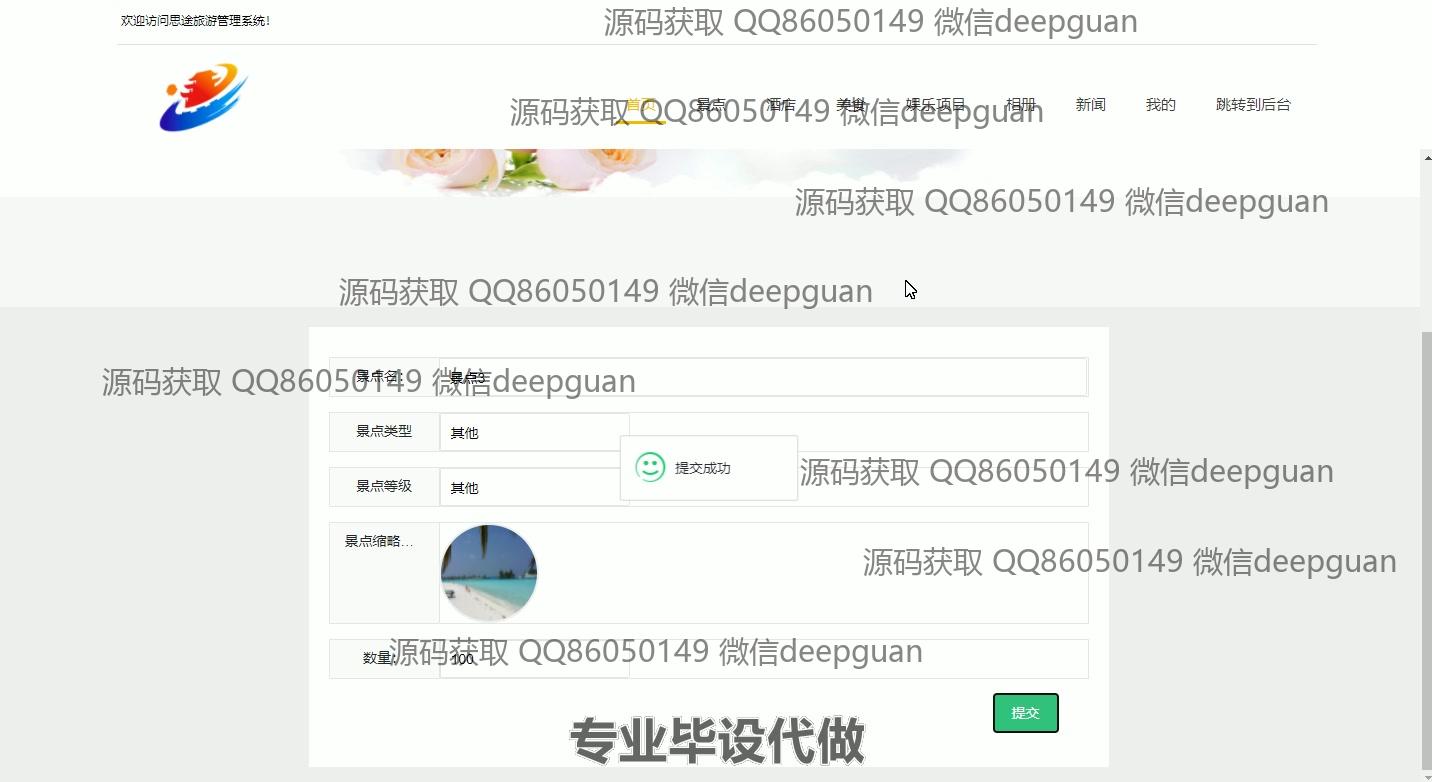 欢迎访问思途旅游管理系统!
源码获取 QQ86050149 微信deepguan
首页 景点 酒店 美食 娱乐项目 相册 新闻 我的 跳转到后台
源码获取 QQ86050149 微信deepguan
源码获取 QQ86050149 微信deepguan
源码获取 QQ86050149 微信deepguan
景点名: 景点3
源码获取 QQ86050149 微信deepguan
景点类型 其他
提交成功
源码获取 QQ86050149 微信deepguan
景点等级 其他
景点缩略...
源码获取 QQ86050149 微信deepguan
数量: 100
源码获取 QQ86050149 微信deepguan
提交
专业毕设代做